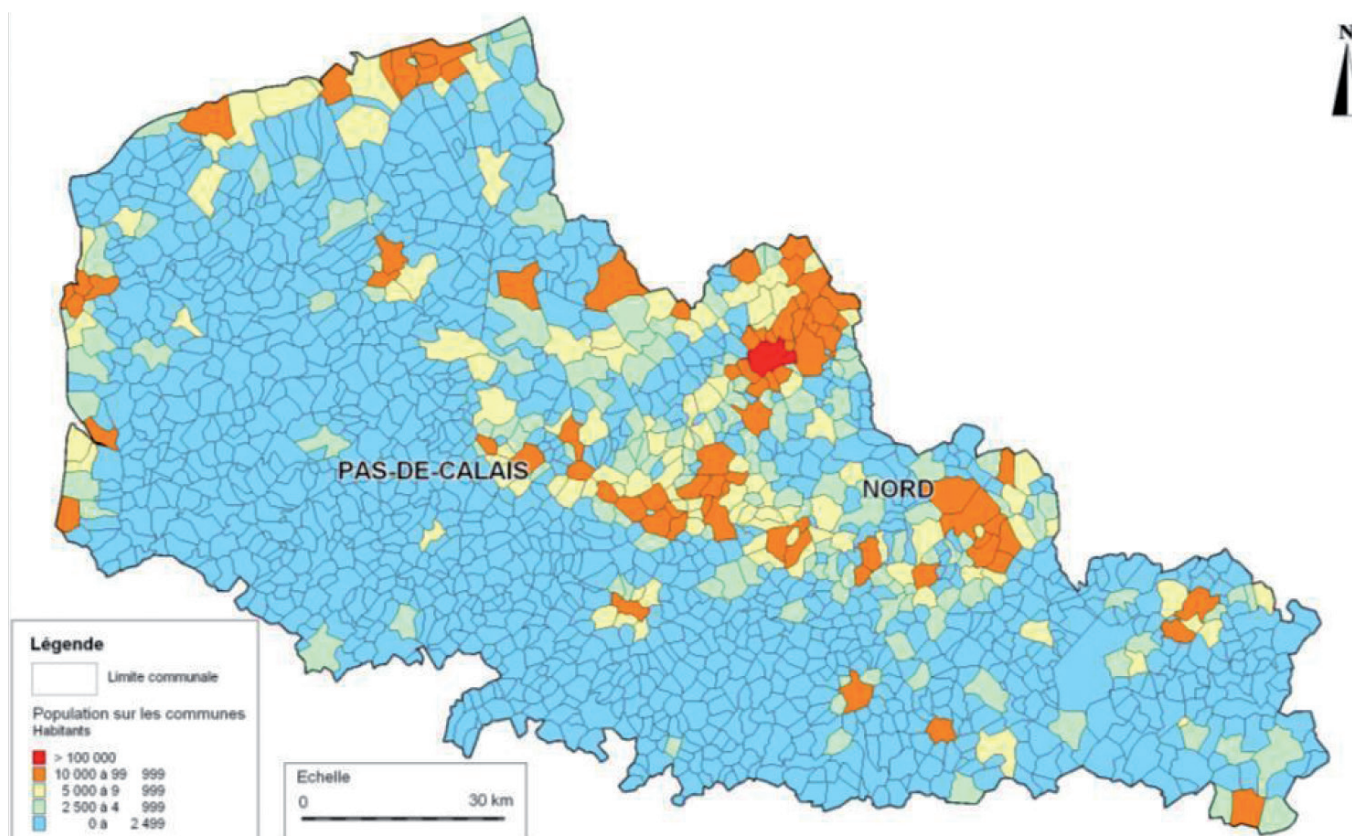 N
PAS-DE-CALAIS
NORD
Légende
Limite communale
Population sur les communes
Habitants
> 100 000
10 000 à 99 999
5 000 à 9 999
2 500 à 4 999
0 à 2 499
Echelle
0 30 km